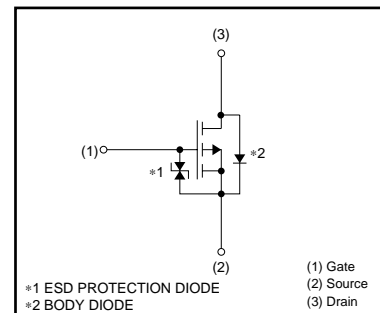 (3)
(1)
∗1
∗2
(2)
∗1 ESD PROTECTION DIODE
∗2 BODY DIODE
(1) Gate
(2) Source
(3) Drain